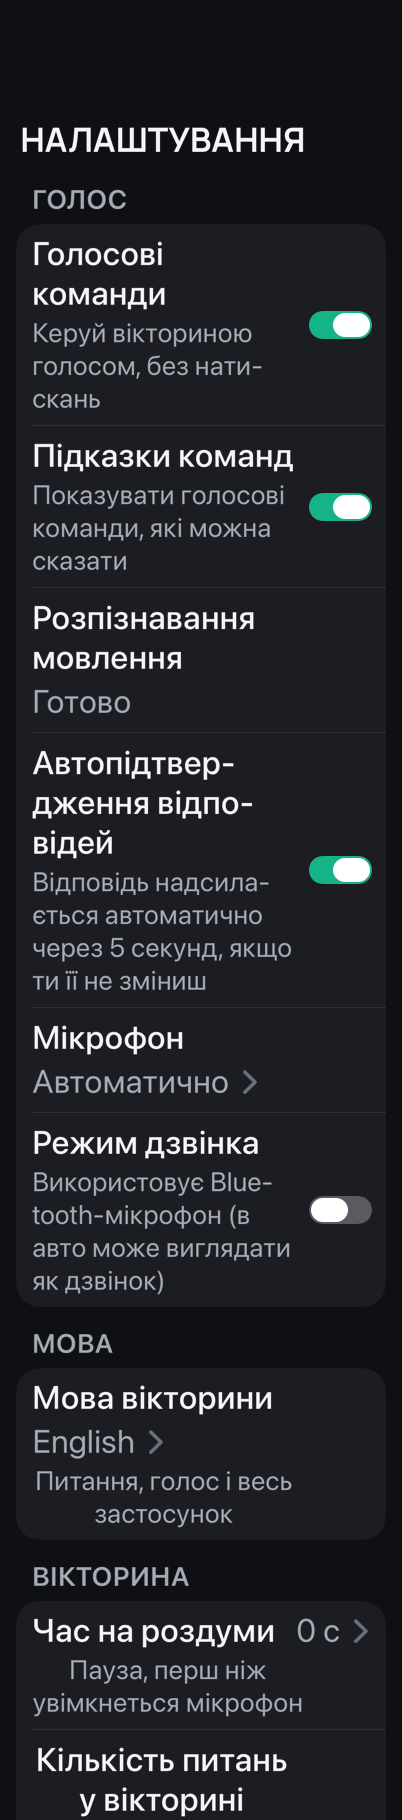 НАЛАШТУВАННЯ
ГОЛОС
Голосові
команди
Керуй вікториною
голосом, без нати-
скань
Підказки команд
Показувати голосові
команди, які можна
сказати
Розпізнавання
мовлення
Готово
Автопідтвер-
дження відпо-
відей
Відповідь надсила-
ється автоматично
через 5 секунд, якщо
ти її не зміниш
Мікрофон
Автоматично
Режим дзвінка
Використовує Blue-
tooth-мікрофон (в
авто може виглядати
як дзвінок)
МОВА
Мова вікторини
English
Питання, голос і весь
застосунок
ВІКТОРИНА
Час на роздуми 0 с
Пауза, перш ніж
увімкнеться мікрофон
Кількість питань
у вікторині